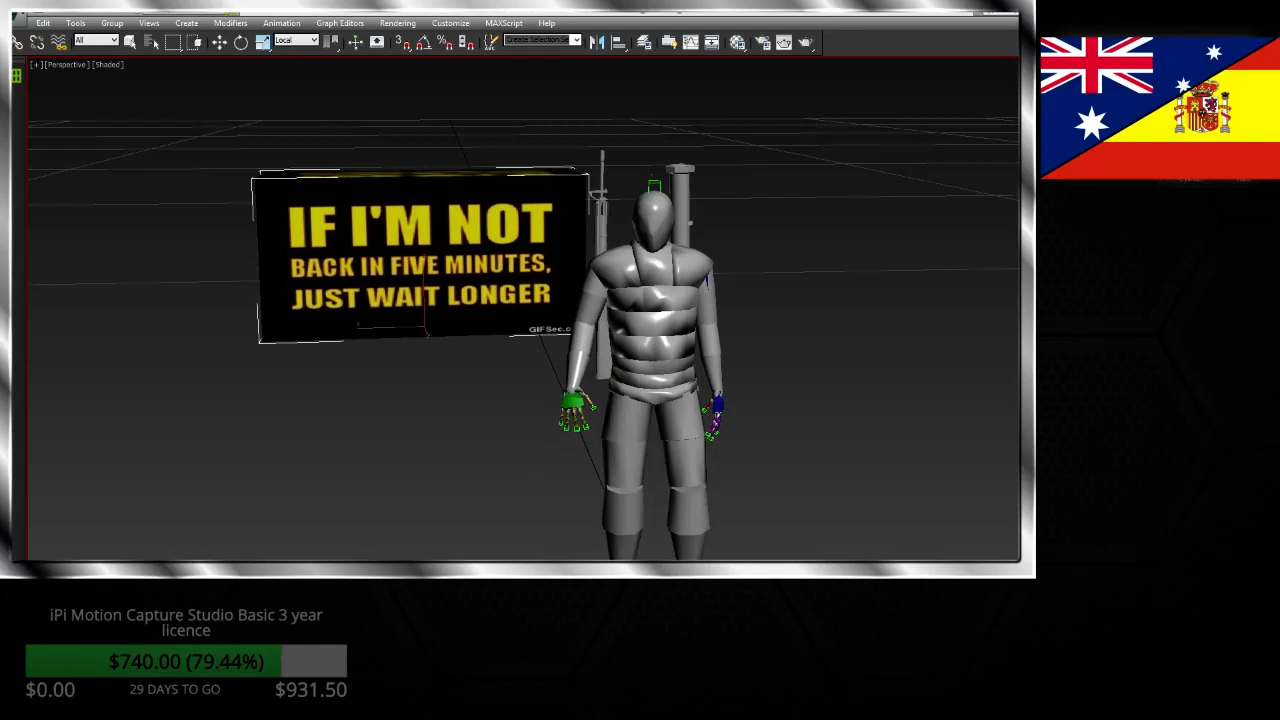 Edit Tools Group Views Create Modifiers Animation Graph Editors Rendering Customize MAXScript Help
All Local
[+][Perspective][Shaded]
IF I'M NOT
BACK IN FIVE MINUTES,
JUST WAIT LONGER
GIFSec.c
iPi Motion Capture Studio Basic 3 year
licence
$740.00 (79.44%)
$0.00 29 DAYS TO GO $931.50